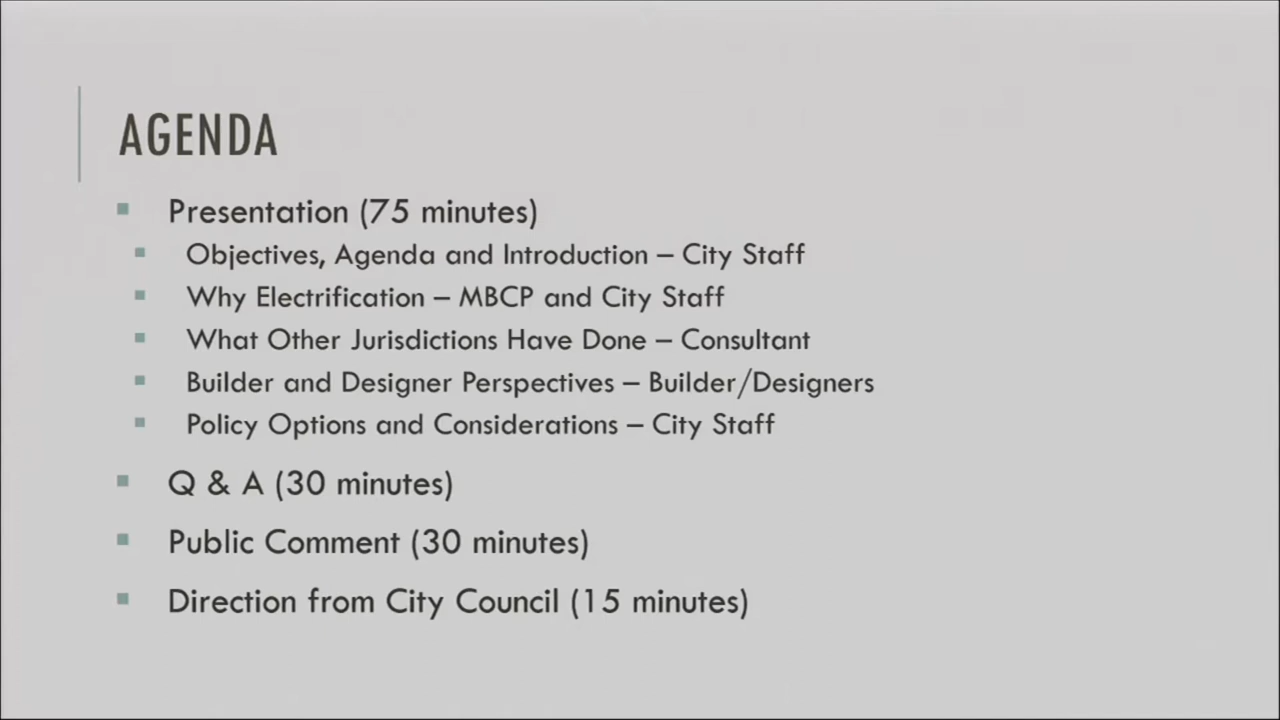 AGENDA
Presentation (75 minutes)
Objectives, Agenda and Introduction – City Staff
Why Electrification – MBCP and City Staff
What Other Jurisdictions Have Done – Consultant
Builder and Designer Perspectives – Builder/Designers
Policy Options and Considerations – City Staff
Q & A (30 minutes)
Public Comment (30 minutes)
Direction from City Council (15 minutes)